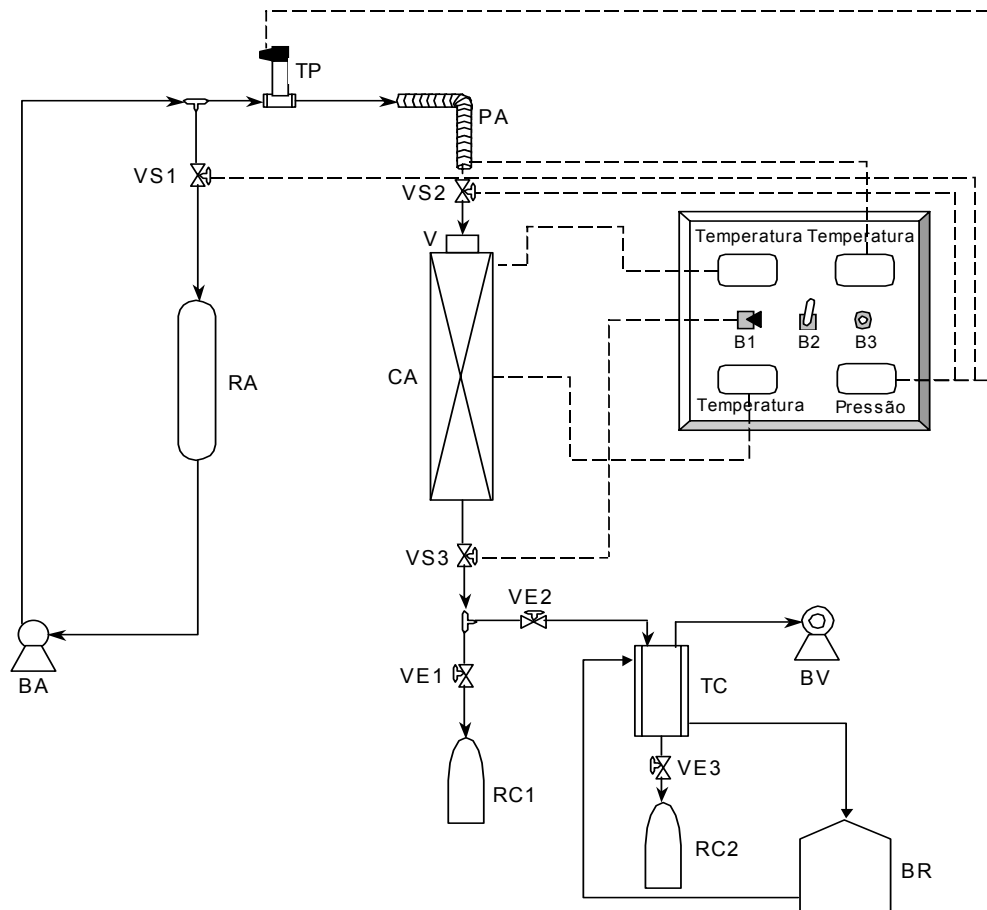 TP
PA
VS1
VS2
V
Temperatura Temperatura
B1 B2 B3
CA
RA
Temperatura Pressão
VS3
VE2
BA
VE1
TC
BV
VE3
RC1
RC2
BR